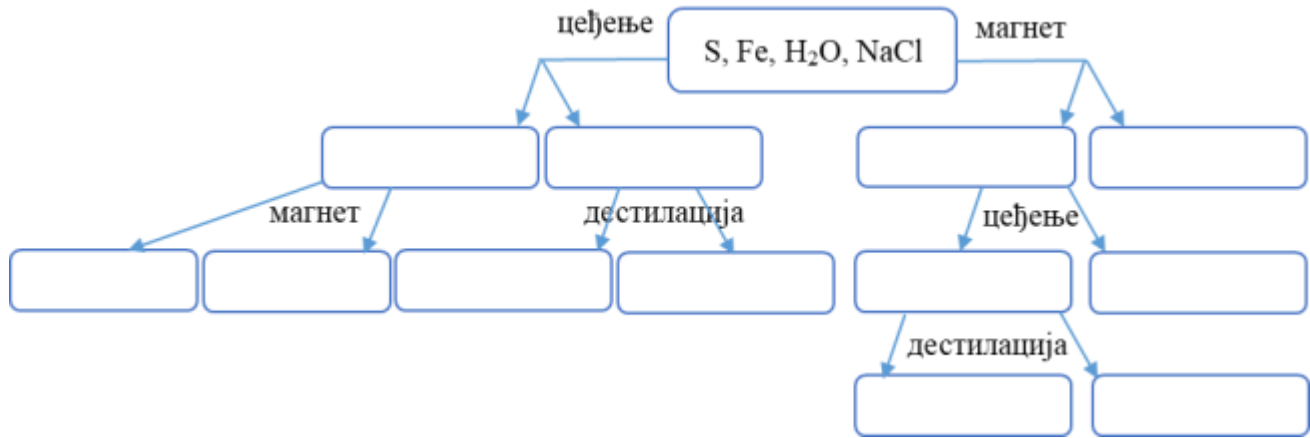 цеђење
S, Fe, H₂O, NaCl
магнет
магнет
дестилација
цеђење
дестилација